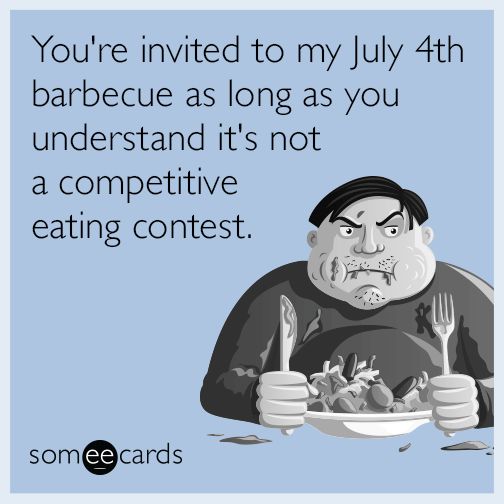 You're invited to my July 4th
barbecue as long as you
understand it's not
a competitive
eating contest.
someecards